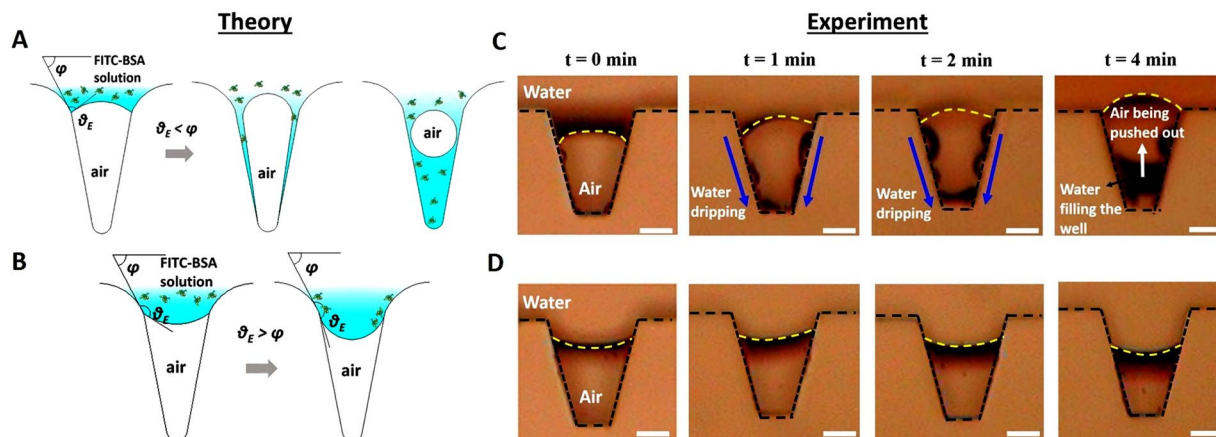 Theory
A
φ
FITC-BSA
solution
ϑE
air
ϑE < φ
air
B
φ
FITC-BSA
solution
ϑE
air
ϑE > φ
φ
ϑE
air
Experiment
C
t = 0 min
t = 1 min
t = 2 min
t = 4 min
Water
Air
Water
dripping
Water
dripping
Air being
pushed out
Water
filling the
well
D
Water
Air